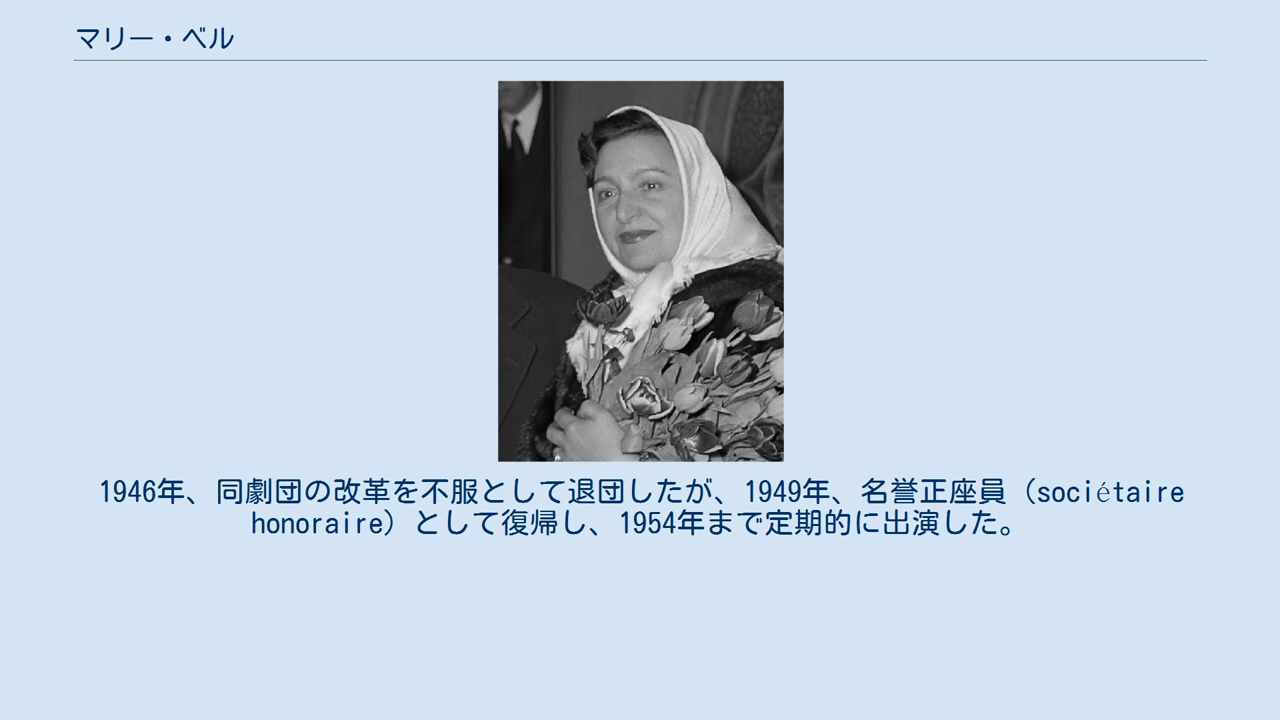 マリー・ベル
1946年、同劇団の改革を不服として退団したが、1949年、名誉正座員（sociétaire
honoraire）として復帰し、1954年まで定期的に出演した。